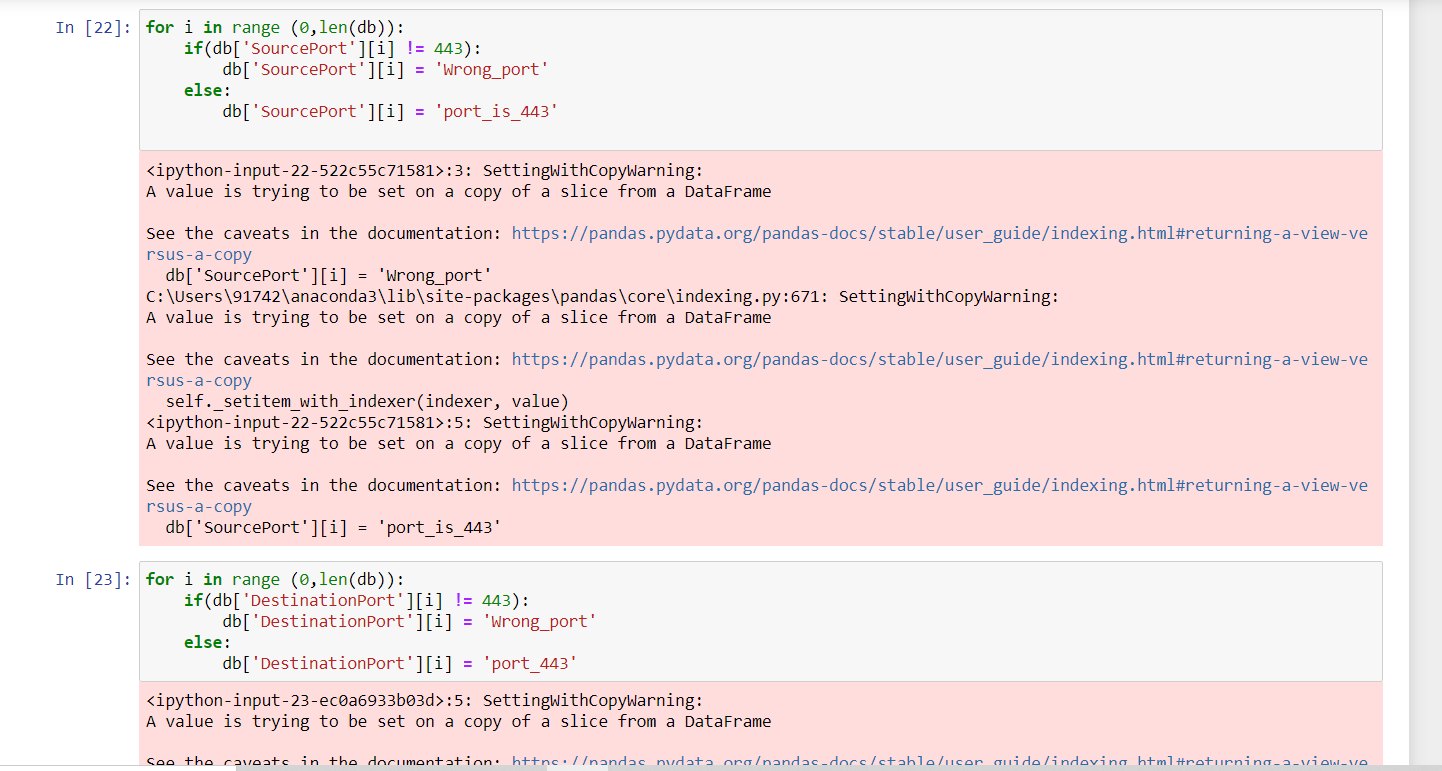 In [22]: for i in range (0,len(db)):
    if(db['SourcePort'][i] != 443):
        db['SourcePort'][i] = 'Wrong_port'
    else:
        db['SourcePort'][i] = 'port_is_443'
<ipython-input-22-522c55c71581>:3: SettingWithCopyWarning:
A value is trying to be set on a copy of a slice from a DataFrame
See the caveats in the documentation: https://pandas.pydata.org/pandas-docs/stable/user_guide/indexing.html#returning-a-view-ve
rsus-a-copy
  db['SourcePort'][i] = 'Wrong_port'
C:\Users\91742\anaconda3\lib\site-packages\pandas\core\indexing.py:671: SettingWithCopyWarning:
A value is trying to be set on a copy of a slice from a DataFrame
See the caveats in the documentation: https://pandas.pydata.org/pandas-docs/stable/user_guide/indexing.html#returning-a-view-ve
rsus-a-copy
  self._setitem_with_indexer(indexer, value)
<ipython-input-22-522c55c71581>:5: SettingWithCopyWarning:
A value is trying to be set on a copy of a slice from a DataFrame
See the caveats in the documentation: https://pandas.pydata.org/pandas-docs/stable/user_guide/indexing.html#returning-a-view-ve
rsus-a-copy
  db['SourcePort'][i] = 'port_is_443'
In [23]: for i in range (0,len(db)):
    if(db['DestinationPort'][i] != 443):
        db['DestinationPort'][i] = 'Wrong_port'
    else:
        db['DestinationPort'][i] = 'port_443'
<ipython-input-23-ec0a6933b03d>:5: SettingWithCopyWarning:
A value is trying to be set on a copy of a slice from a DataFrame
See the caveats in the documentation: https://pandas.pydata.org/pandas-docs/stable/user_guide/indexing.html#returning-a-view-ve